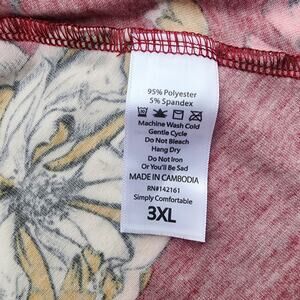 95% Polyester
5% Spandex
Machine Wash Cold
Gentle Cycle
Do Not Bleach
Hang Dry
Do Not Iron
Or You'll Be Sad
MADE IN CAMBODIA
RN#142161
Simply Comfortable
3XL